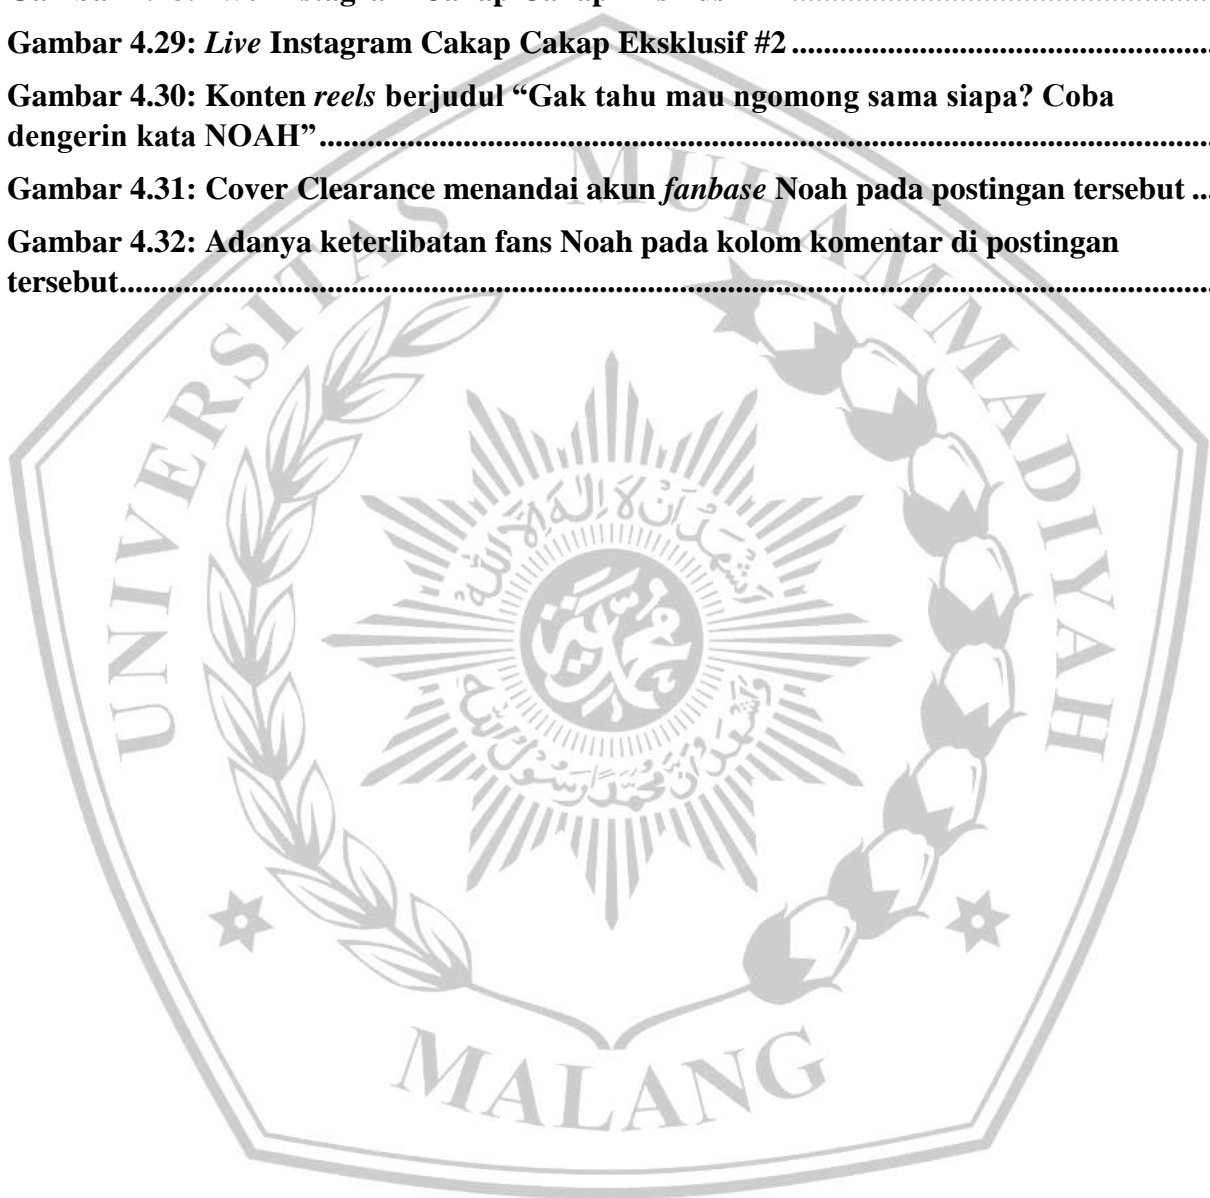 Gambar 4.29: Live Instagram Cakap Cakap Eksklusif #2 ....................................................
Gambar 4.30: Konten reels berjudul “Gak tahu mau ngomong sama siapa? Coba
dengerin kata NOAH” ................................................................................................................
Gambar 4.31: Cover Clearance menandai akun fanbase Noah pada postingan tersebut ...
Gambar 4.32: Adanya keterlibatan fans Noah pada kolom komentar di postingan
tersebut.........................................................................................................................................
UNIVERSITAS MUHAMMADIYAH
MALANG